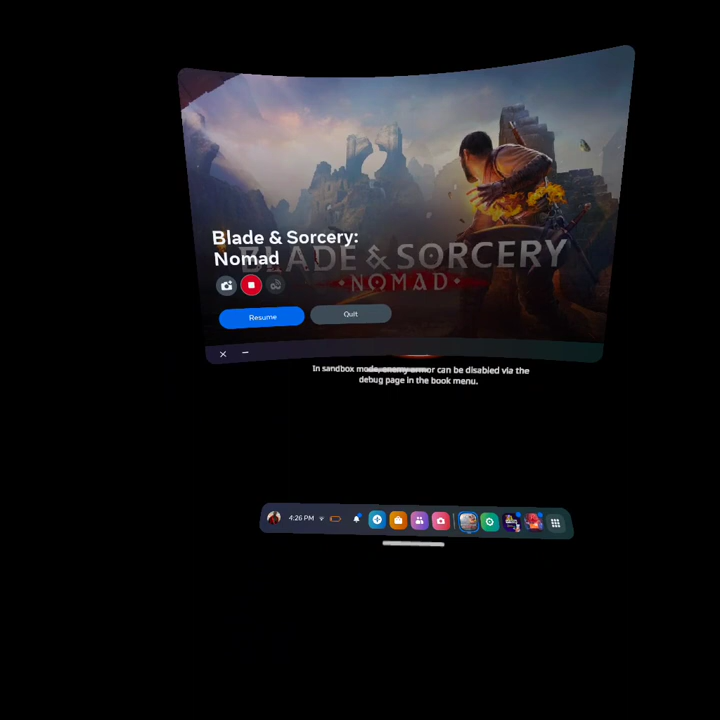 Blade & Sorcery:
Nomad
BLADE & SORCERY
NOMAD
Resume
Quit
In sandbox mode, enemy armor can be disabled via the
debug page in the book menu.
4:26 PM